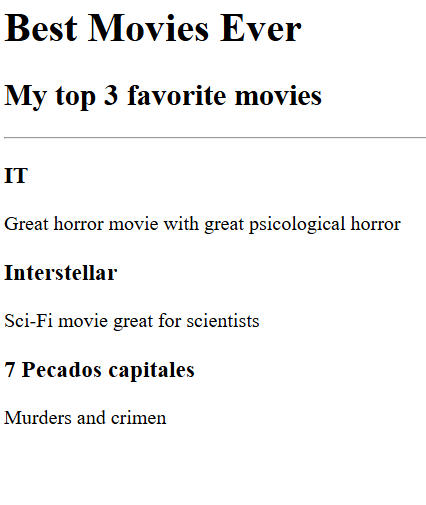 Best Movies Ever
My top 3 favorite movies
IT
Great horror movie with great psicological horror
Interstellar
Sci-Fi movie great for scientists
7 Pecados capitales
Murders and crimen